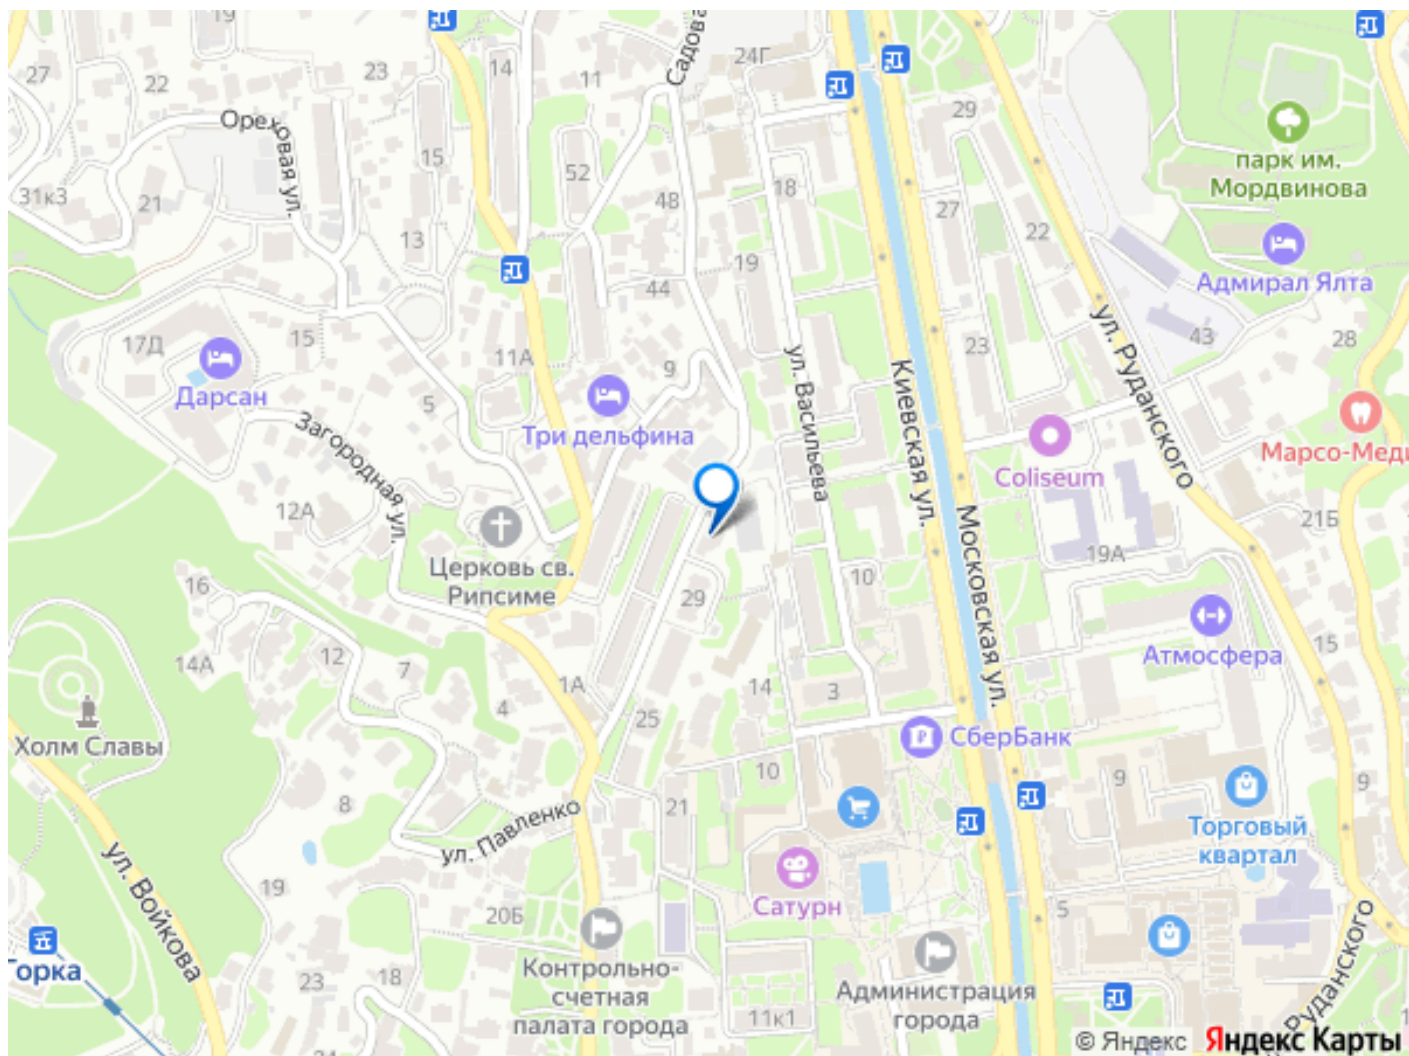 19
24Г
Садова
27
22
23
14
11
29
Ореховая ул.
парк им.
Мордвинова
31к3
21
15
52
4В
18
27
22
13
19
Адмирал Ялта
44
17Д
15
11А
9
ул. Васильева
Киевская ул.
23
ул. Руданского
43
28
Дарсан
5
Три дельфина
Загородная ул.
Coliseum
Марсо-Меди
12А
Московская ул.
21Б
Церковь св.
Рипсиме
19А
10
16
29
14А
12
7
1А
14
3
Атмосфера
15
4
25
Холм Славы
СберБанк
10
9
9
8
21
ул. Павленко
Торговый
квартал
ул. Войкова
19
20Б
Сатурн
5
Горка
23
18
Контрольно-
счетная
палата города
11к1
Администрация
города
Руданского
© Яндекс
Яндекс Карты